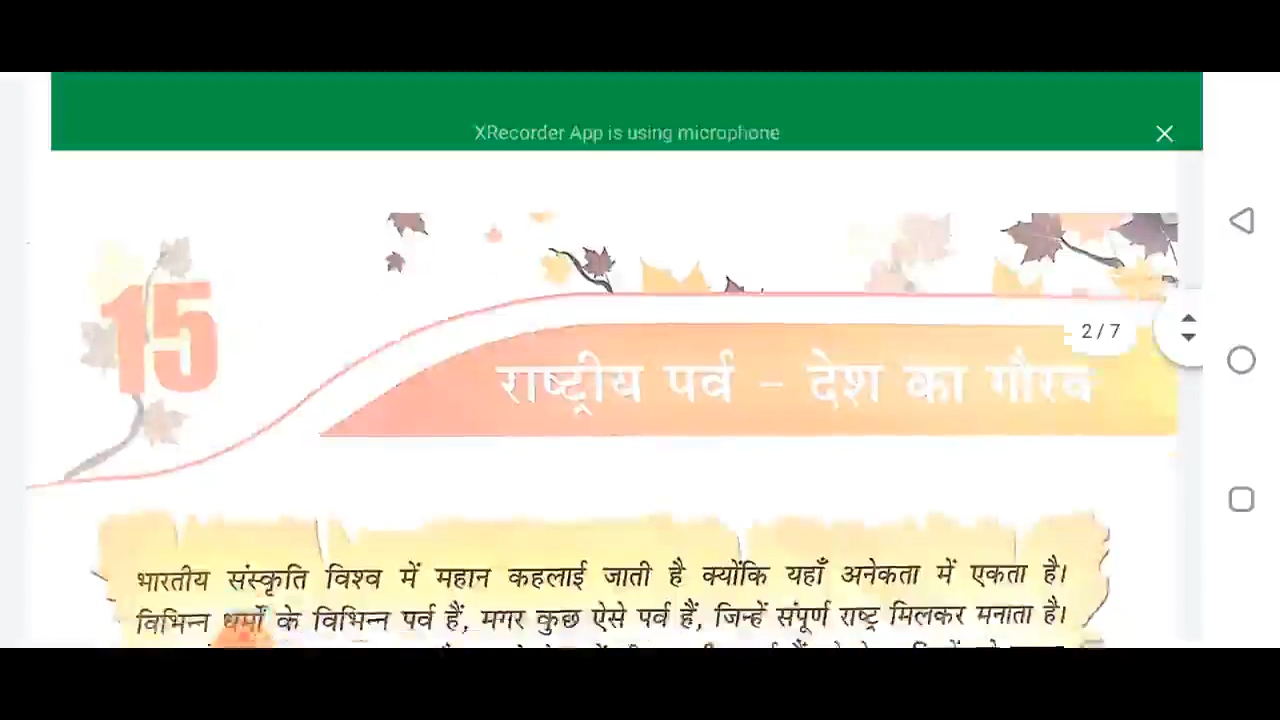 XRecorder App is using microphone
15
2 / 7
राष्ट्रीय पर्व – देश का गौरव
भारतीय संस्कृति विश्व में महान कहलाई जाती है क्योंकि यहाँ अनेकता में एकता है।
विभिन्न धर्मों के विभिन्न पर्व हैं, मगर कुछ ऐसे पर्व हैं, जिन्हें संपूर्ण राष्ट्र मिलकर मनाता है।